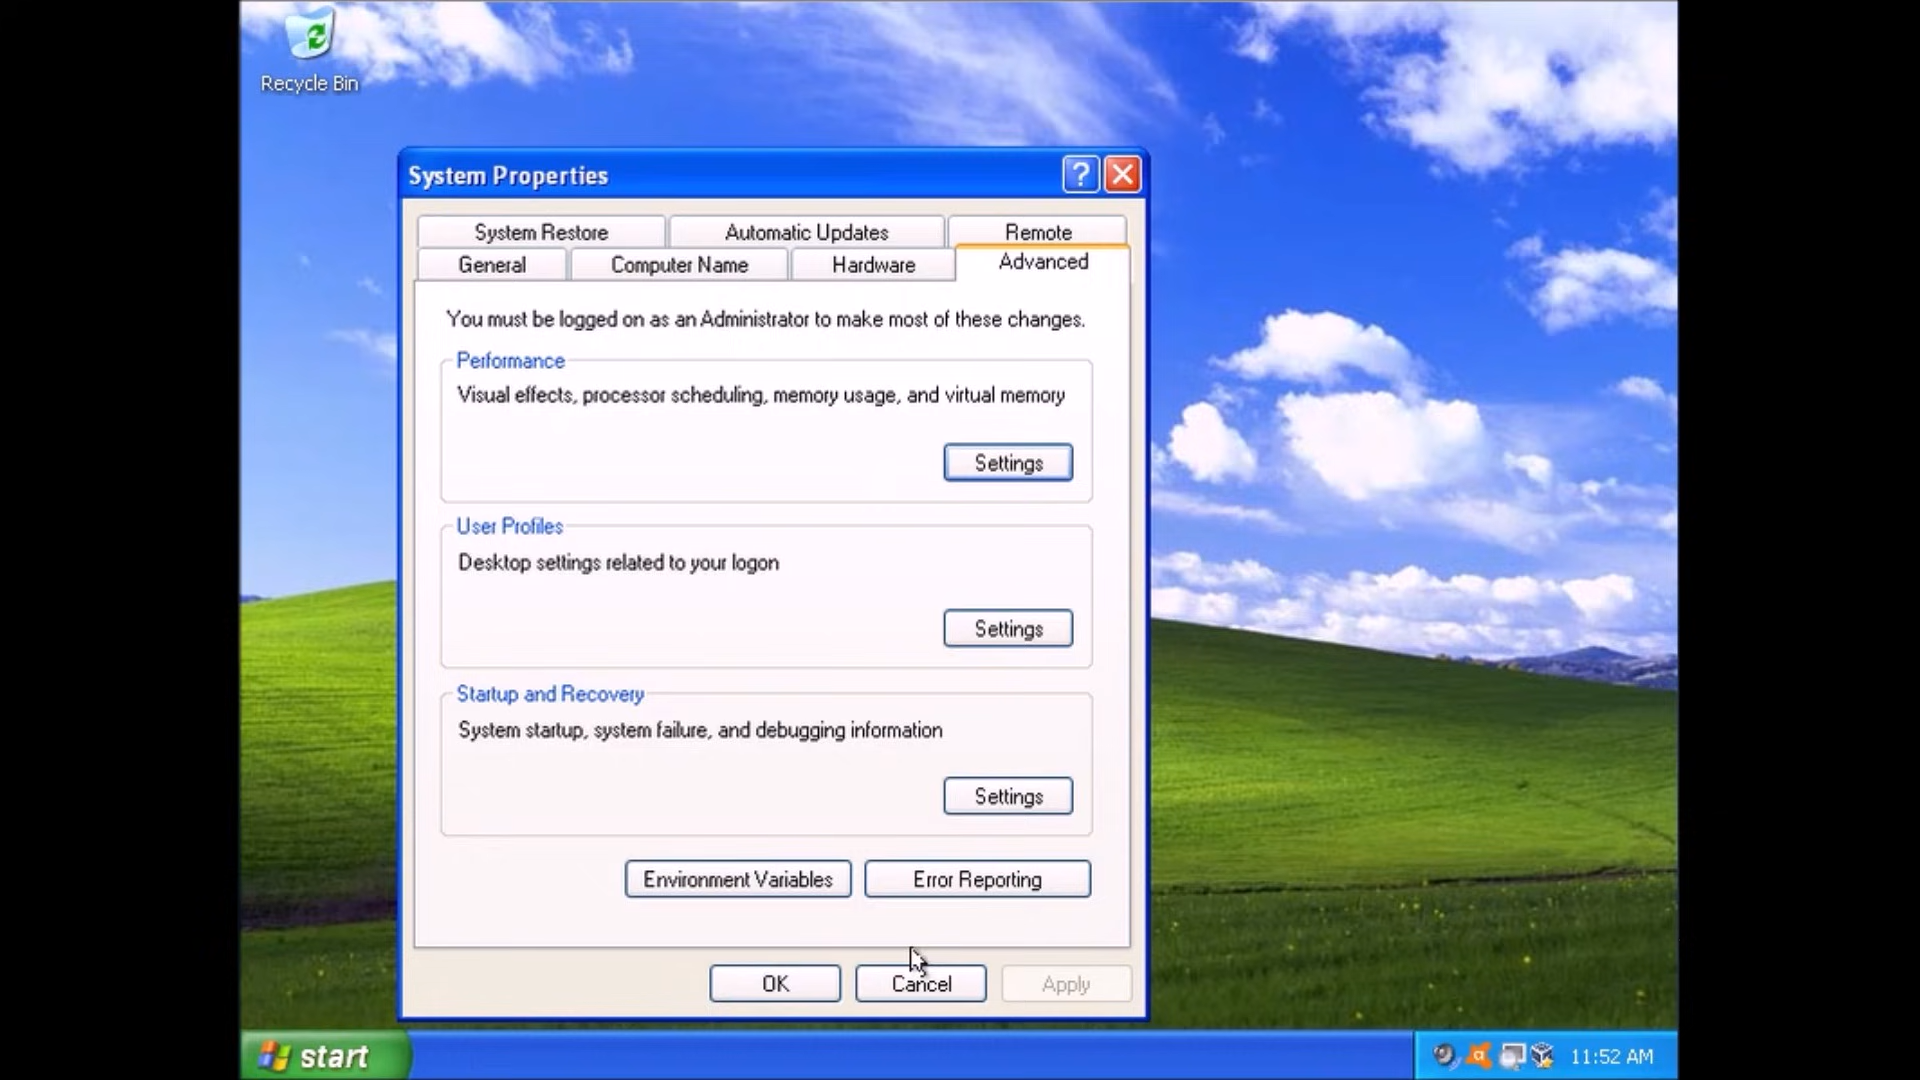 Recycle Bin
System Properties
System Restore
Automatic Updates
Remote
General
Computer Name
Hardware
Advanced
You must be logged on as an Administrator to make most of these changes.
Performance
Visual effects, processor scheduling, memory usage, and virtual memory
Settings
User Profiles
Desktop settings related to your logon
Settings
Startup and Recovery
System startup, system failure, and debugging information
Settings
Environment Variables
Error Reporting
OK
Cancel
Apply
start
11:52 AM